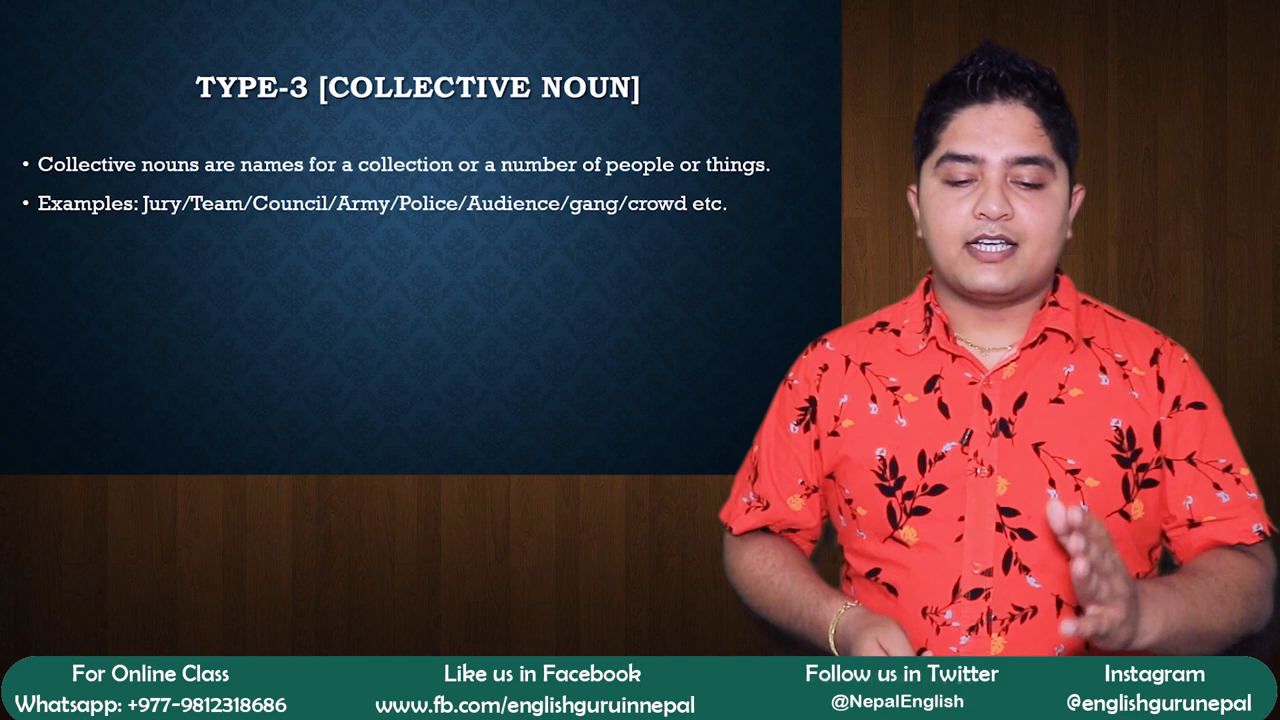 TYPE-3 [COLLECTIVE NOUN]
• Collective nouns are names for a collection or a number of people or things.
• Examples: Jury/Team/Council/Army/Police/Audience/gang/crowd etc.
For Online Class
Whatsapp: +977-9812318686
Like us in Facebook
www.fb.com/englishguruinnepal
Follow us in Twitter
@NepalEnglish
Instagram
@englishgurunepal